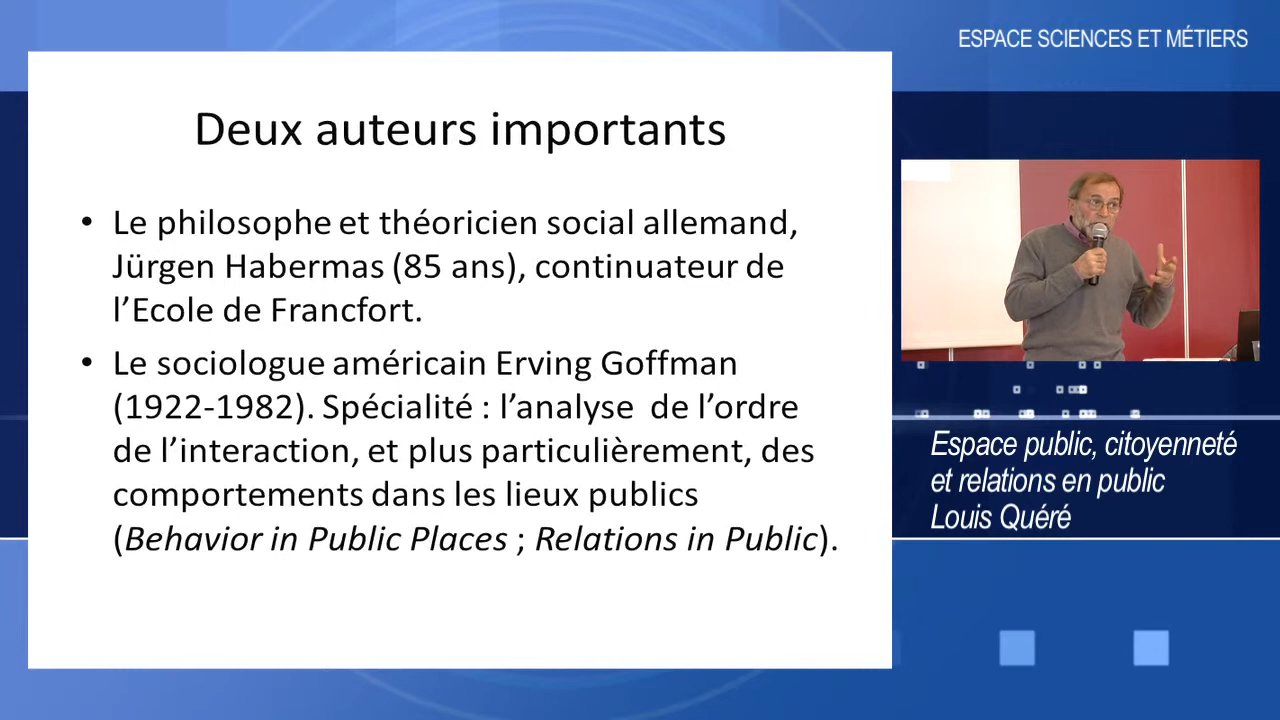 ESPACE SCIENCES ET MÉTIERS
Deux auteurs importants
• Le philosophe et théoricien social allemand,
Jürgen Habermas (85 ans), continuateur de
l’Ecole de Francfort.
• Le sociologue américain Erving Goffman
(1922-1982). Spécialité : l’analyse de l’ordre
de l’interaction, et plus particulièrement, des
comportements dans les lieux publics
(Behavior in Public Places ; Relations in Public).
Espace public, citoyenneté
et relations en public
Louis Quéré